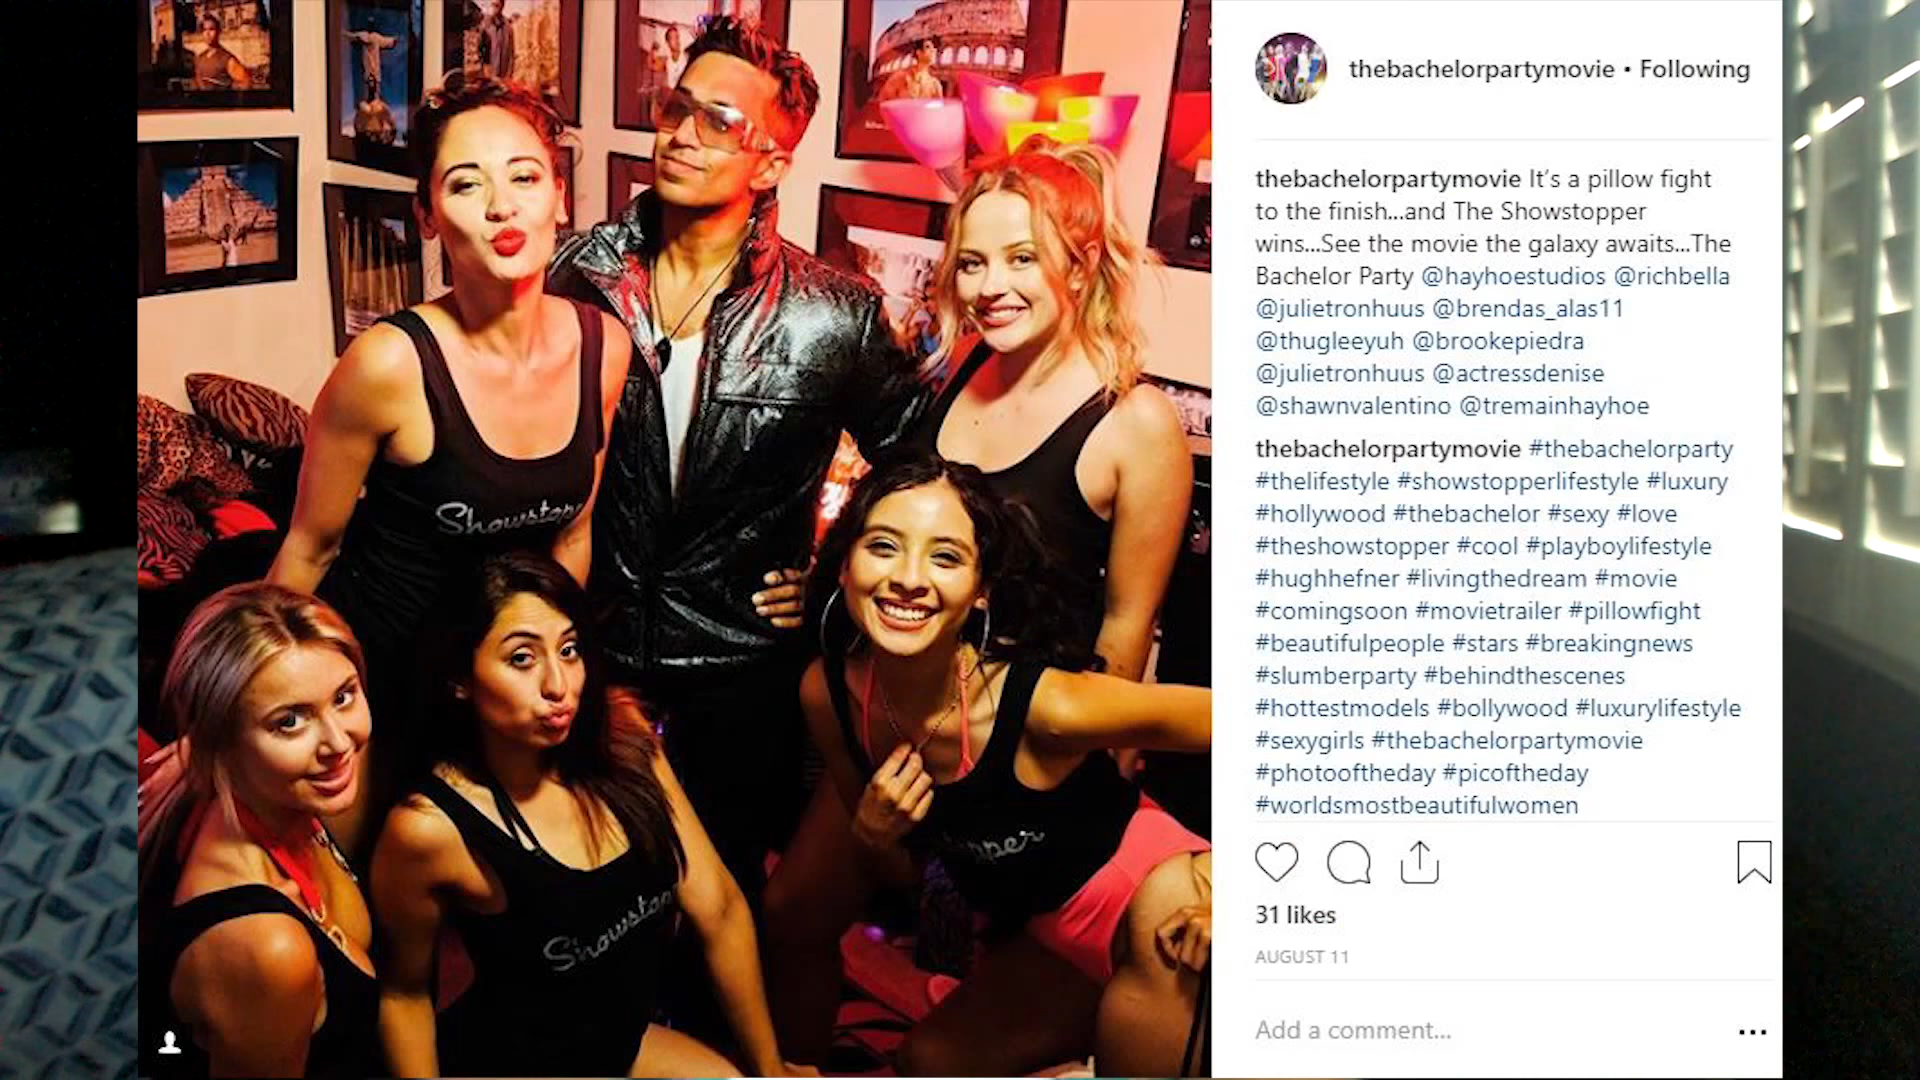 Showstop
Showstop
pper
thebachelorpartymovie • Following
thebachelorpartymovie It's a pillow fight
to the finish...and The Showstopper
wins...See the movie the galaxy awaits...The
Bachelor Party @hayhoestudios @richbella
@julietronhuus @brendas_alas11
@thugleeyuh @brookepiedra
@julietronhuus @actressdenise
@shawnvalentino @tremainhayhoe
thebachelorpartymovie #thebachelorparty
#thelifestyle #showstopperlifestyle #luxury
#hollywood #thebachelor #sexy #love
#theshowstopper #cool #playboylifestyle
#hughhefner #livingthedream #movie
#comingsoon #movietrailer #pillowfight
#beautifulpeople #stars #breakingnews
#slumberparty #behindthescenes
#hottestmodels #bollywood #luxurylifestyle
#sexygirls #thebachelorpartymovie
#photooftheday #picoftheday
#worldsmostbeautifulwomen
31 likes
AUGUST 11
Add a comment...